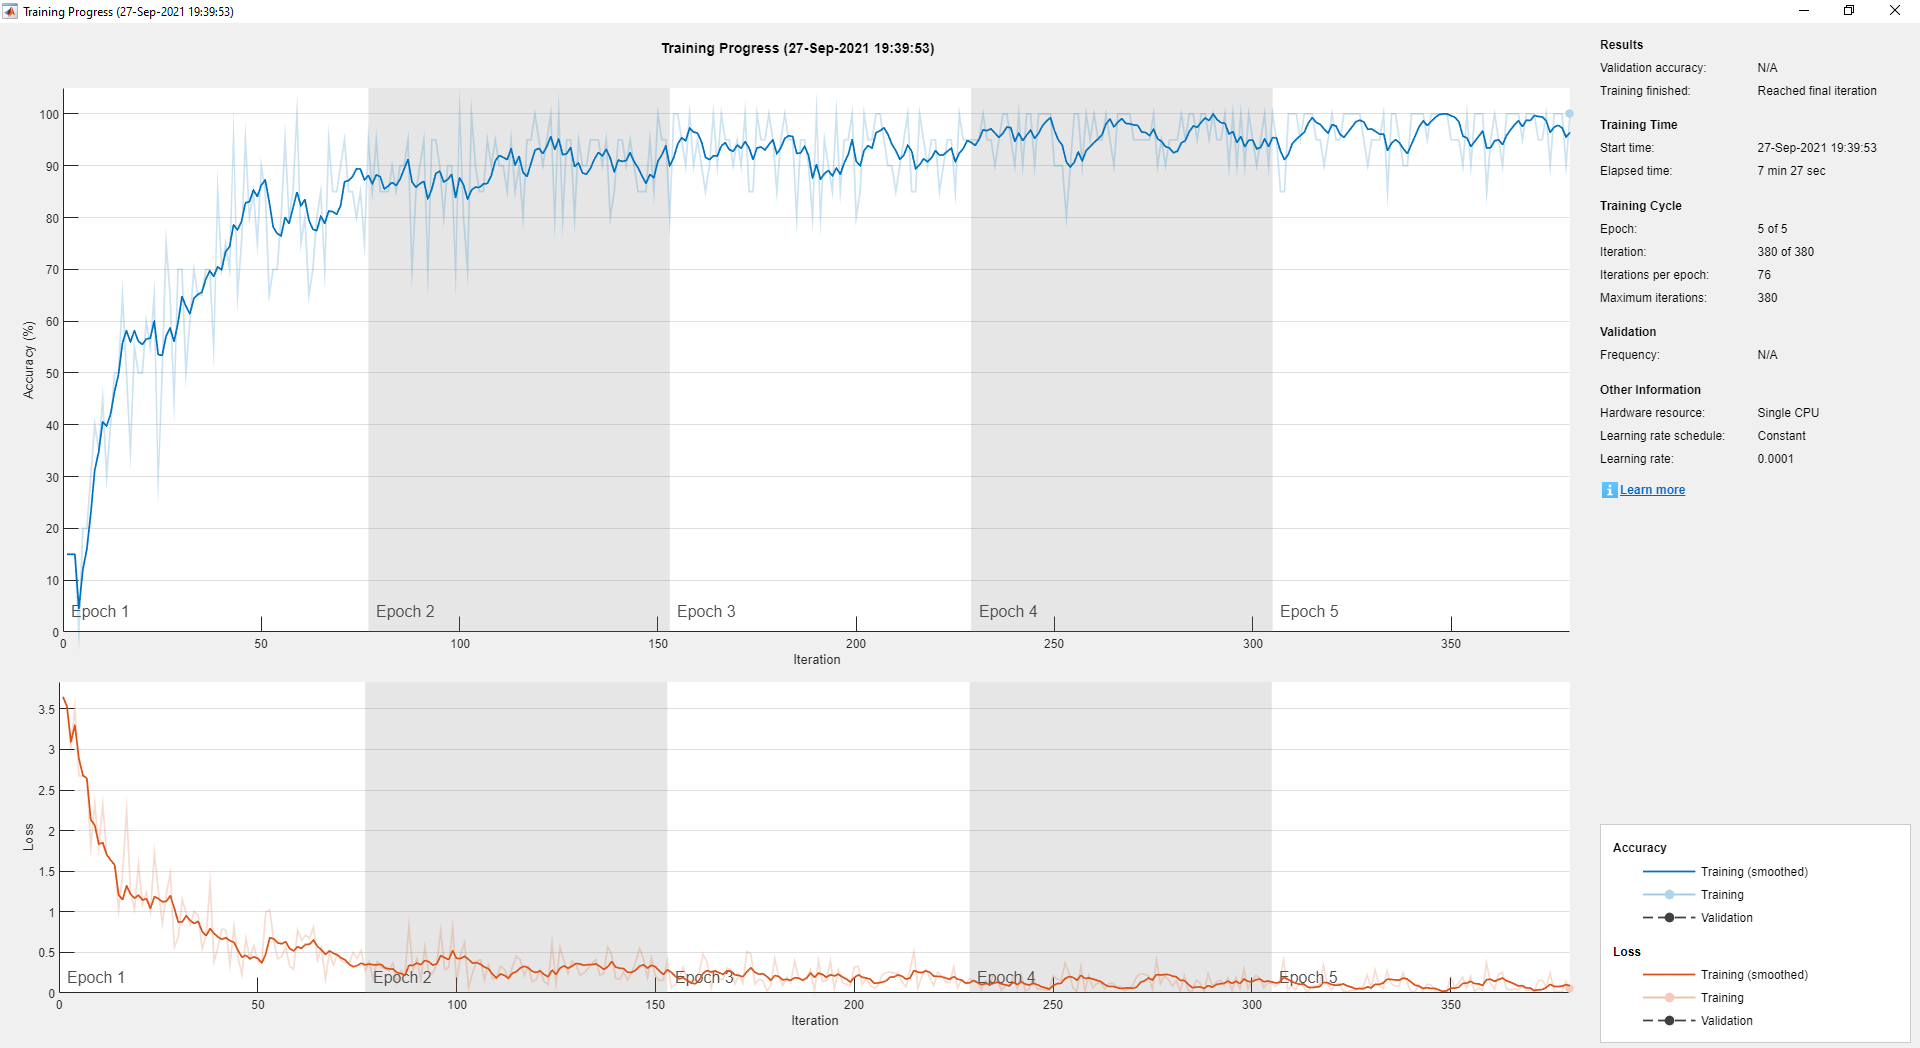 Training Progress (27-Sep-2021 19:39:53)
Training Progress (27-Sep-2021 19:39:53)
100
90
80
70
60
50
40
30
20
10
0
Accuracy (%)
Epoch 1
Epoch 2
Epoch 3
Epoch 4
Epoch 5
0
50
100
150
200
250
300
350
Iteration
3.5
3
2.5
2
1.5
1
0.5
0
Loss
Epoch 1
Epoch 2
Epoch 3
Epoch 4
Epoch 5
0
50
100
150
200
250
300
350
Iteration
Results
Validation accuracy: N/A
Training finished: Reached final iteration
Training Time
Start time: 27-Sep-2021 19:39:53
Elapsed time: 7 min 27 sec
Training Cycle
Epoch: 5 of 5
Iteration: 380 of 380
Iterations per epoch: 76
Maximum iterations: 380
Validation
Frequency: N/A
Other Information
Hardware resource: Single CPU
Learning rate schedule: Constant
Learning rate: 0.0001
i Learn more
Accuracy
Training (smoothed)
Training
Validation
Loss
Training (smoothed)
Training
Validation